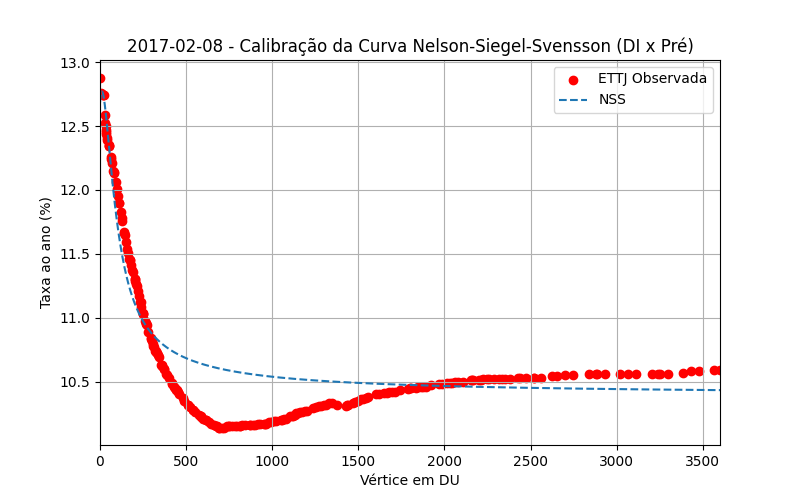 2017-02-08 - Calibração da Curva Nelson-Siegel-Svensson (DI x Pré)
ETTJ Observada
NSS
Taxa ao ano (%)
13.0
12.5
12.0
11.5
11.0
10.5
0 500 1000 1500 2000 2500 3000 3500
Vértice em DU